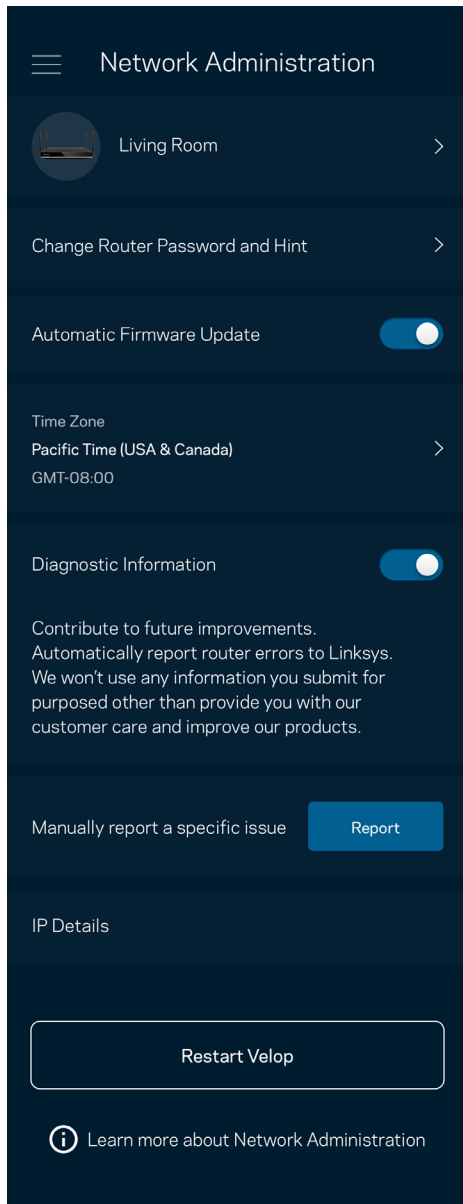 Network Administration
Living Room
Change Router Password and Hint
Automatic Firmware Update
Time Zone
Pacific Time (USA & Canada)
GMT-08:00
Diagnostic Information
Contribute to future improvements.
Automatically report router errors to Linksys.
We won't use any information you submit for
purposed other than provide you with our
customer care and improve our products.
Manually report a specific issue
Report
IP Details
Restart Velop
Learn more about Network Administration